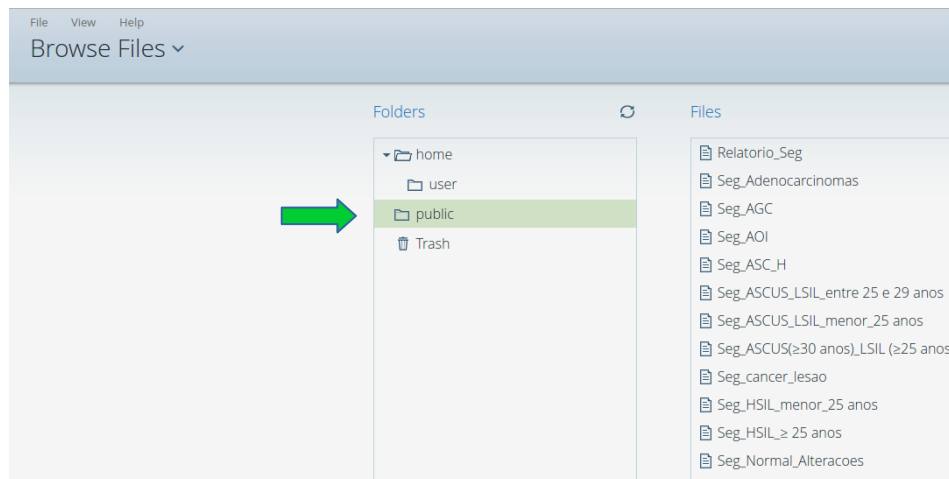 File View Help
Browse Files
Folders
home
user
public
Trash
Files
Relatorio_Seg
Seg_Adenocarcinomas
Seg_AGC
Seg_AOI
Seg_ASC_H
Seg_ASCUS_LSIL_entre 25 e 29 anos
Seg_ASCUS_LSIL_menor_25 anos
Seg_ASCUS(≥30 anos)_LSIL (≥25 anos
Seg_cancer_lesao
Seg_HSIL_menor_25 anos
Seg_HSIL_≥ 25 anos
Seg_Normal_Alteracoes